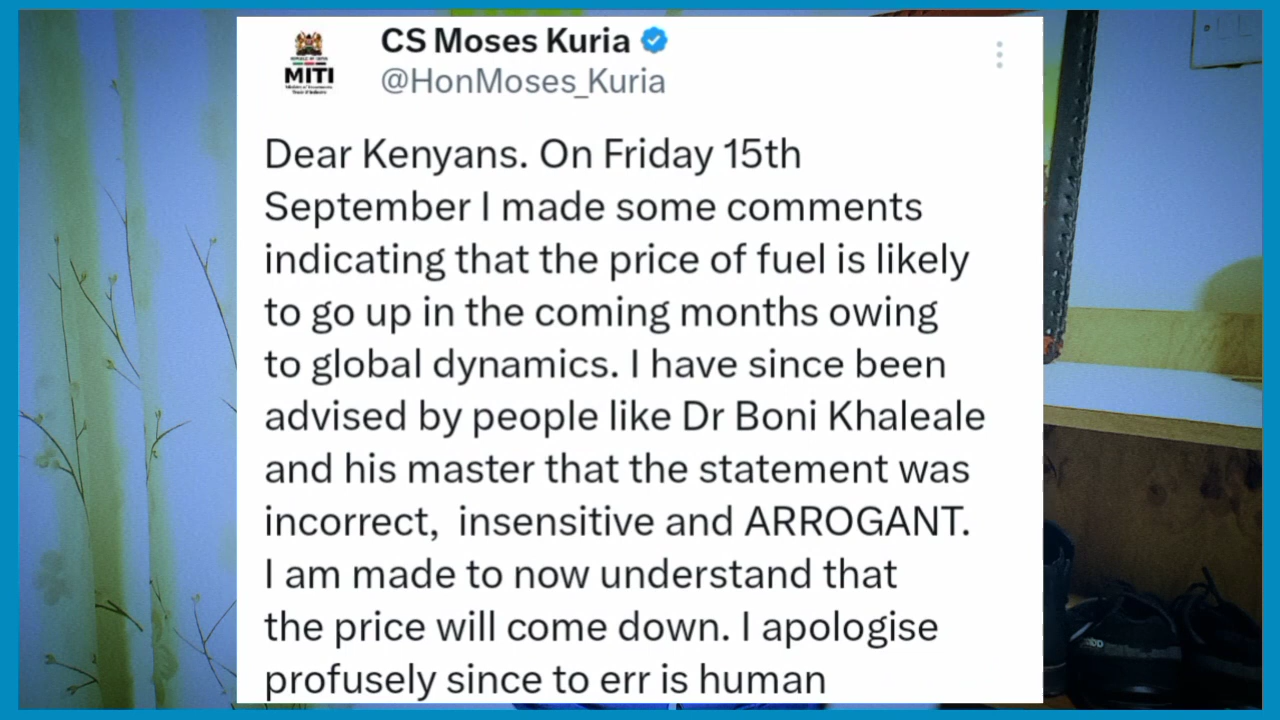 CS Moses Kuria
@HonMoses_Kuria
MITI
Dear Kenyans. On Friday 15th
September I made some comments
indicating that the price of fuel is likely
to go up in the coming months owing
to global dynamics. I have since been
advised by people like Dr Boni Khaleale
and his master that the statement was
incorrect,  insensitive and ARROGANT.
I am made to now understand that
the price will come down. I apologise
profusely since to err is human